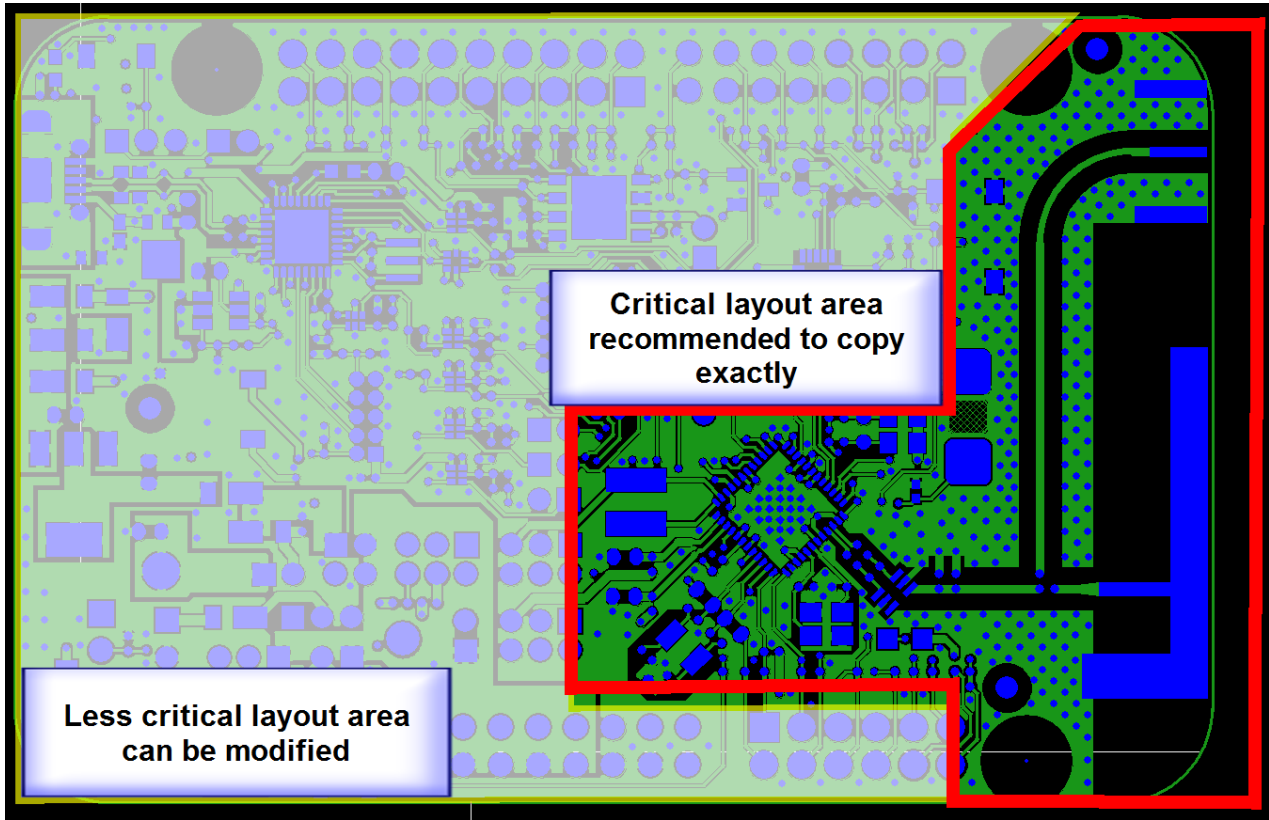 Critical layout area
recommended to copy
exactly
Less critical layout area
can be modified